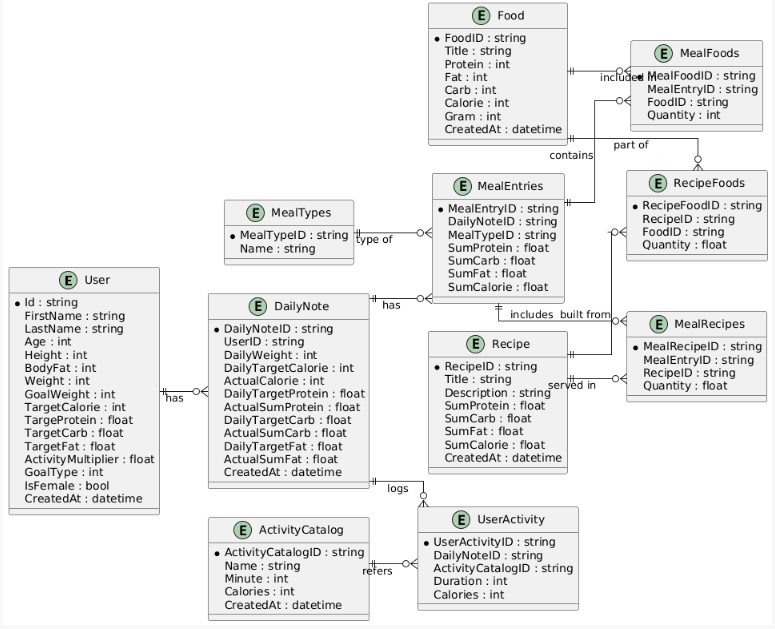 E Food
FoodID : string
Title : string
Protein : int
Fat : int
Carb : int
Calorie : int
Gram : int
CreatedAt : datetime
included in
E MealFoods
MealFoodID : string
MealEntryID : string
FoodID : string
Quantity : int
contains
part of
E MealTypes
MealTypeID : string
Name : string
type of
E MealEntries
MealEntryID : string
DailyNoteID : string
MealTypeID : string
SumProtein : float
SumCarb : float
SumFat : float
SumCalorie : float
E RecipeFoods
RecipeFoodID : string
RecipeID : string
FoodID : string
Quantity : float
E User
Id : string
FirstName : string
LastName : string
Age : int
Height : int
BodyFat : int
Weight : int
GoalWeight : int
TargetCalorie : int
TargeProtein : float
TargetCarb : float
TargetFat : float
ActivityMultiplier : float
GoalType : int
IsFemale : bool
CreatedAt : datetime
has
E DailyNote
DailyNoteID : string
UserID : string
DailyWeight : int
DailyTargetCalorie : int
ActualCalorie : int
DailyTargetProtein : float
ActualSumProtein : float
DailyTargetCarb : float
ActualSumCarb : float
DailyTargetFat : float
ActualSumFat : float
CreatedAt : datetime
has
includes
built from
E Recipe
RecipeID : string
Title : string
Description : string
SumProtein : float
SumCarb : float
SumFat : float
SumCalorie : float
CreatedAt : datetime
served in
E MealRecipes
MealRecipeID : string
MealEntryID : string
RecipeID : string
Quantity : float
logs
E ActivityCatalog
ActivityCatalogID : string
Name : string
Minute : int
Calories : int
CreatedAt : datetime
refers
E UserActivity
UserActivityID : string
DailyNoteID : string
ActivityCatalogID : string
Duration : int
Calories : int